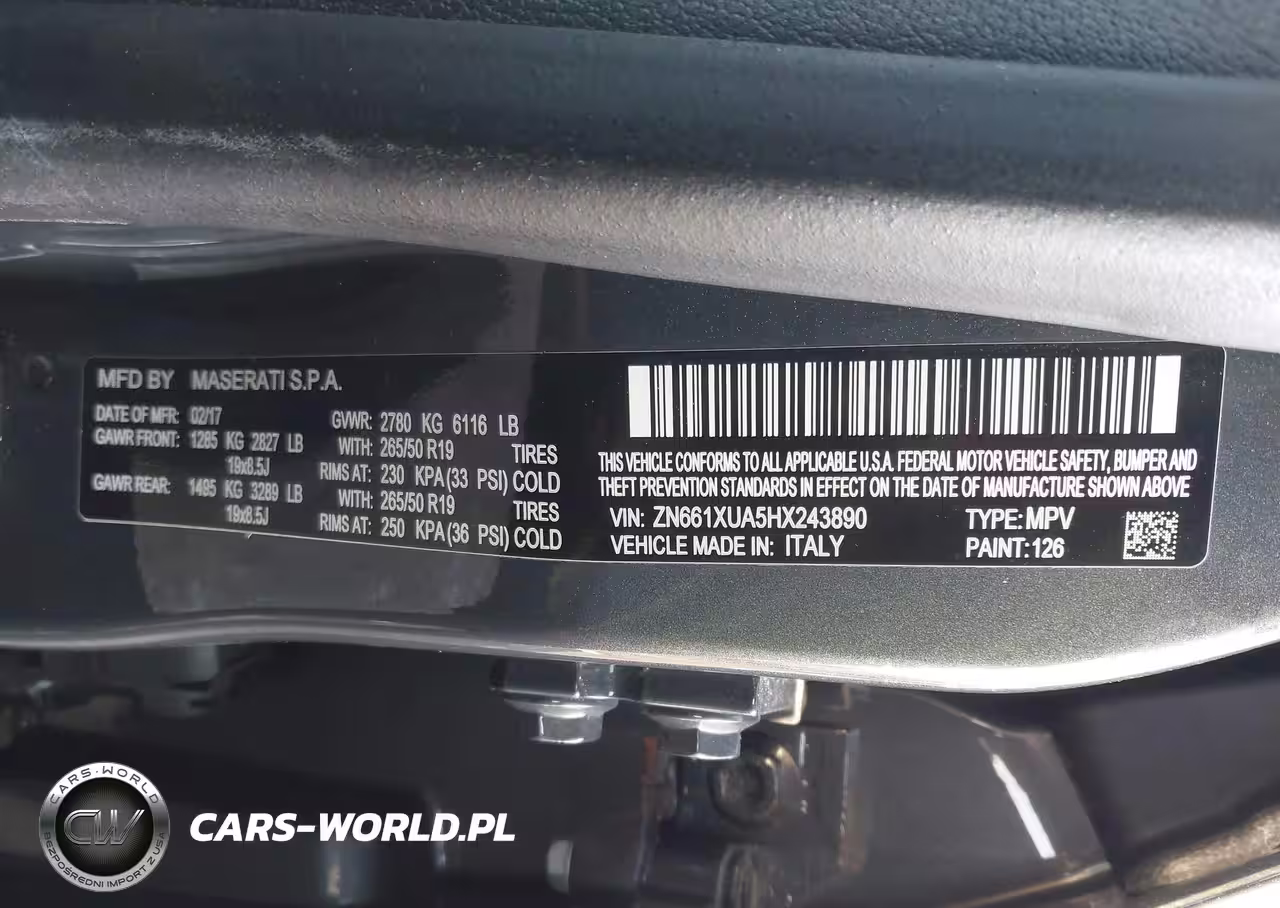 MFD BY MASERATI S.P.A.
DATE OF MFR: 02/17 GVWR: 2780 KG 6116 LB
GAWR FRONT: 1285 KG 2827 LB WITH: 265/50 R19 TIRES
19x8.5J RIMS AT: 230 KPA(33 PSI) COLD
GAWR REAR: 1485 KG 3289 LB WITH: 265/50 R19 TIRES
19x8.5J RIMS AT: 250 KPA(36 PSI) COLD
THIS VEHICLE CONFORMS TO ALL APPLICABLE U.S.A. FEDERAL MOTOR VEHICLE SAFETY, BUMPER AND
THEFT PREVENTION STANDARDS IN EFFECT ON THE DATE OF MANUFACTURE SHOWN ABOVE
VIN: ZN661XUA5HX243890 TYPE: MPV
VEHICLE MADE IN: ITALY PAINT: 126
CARS-WORLD
CW
BEZPOŚREDNI IMPORT Z USA
CARS-WORLD.PL